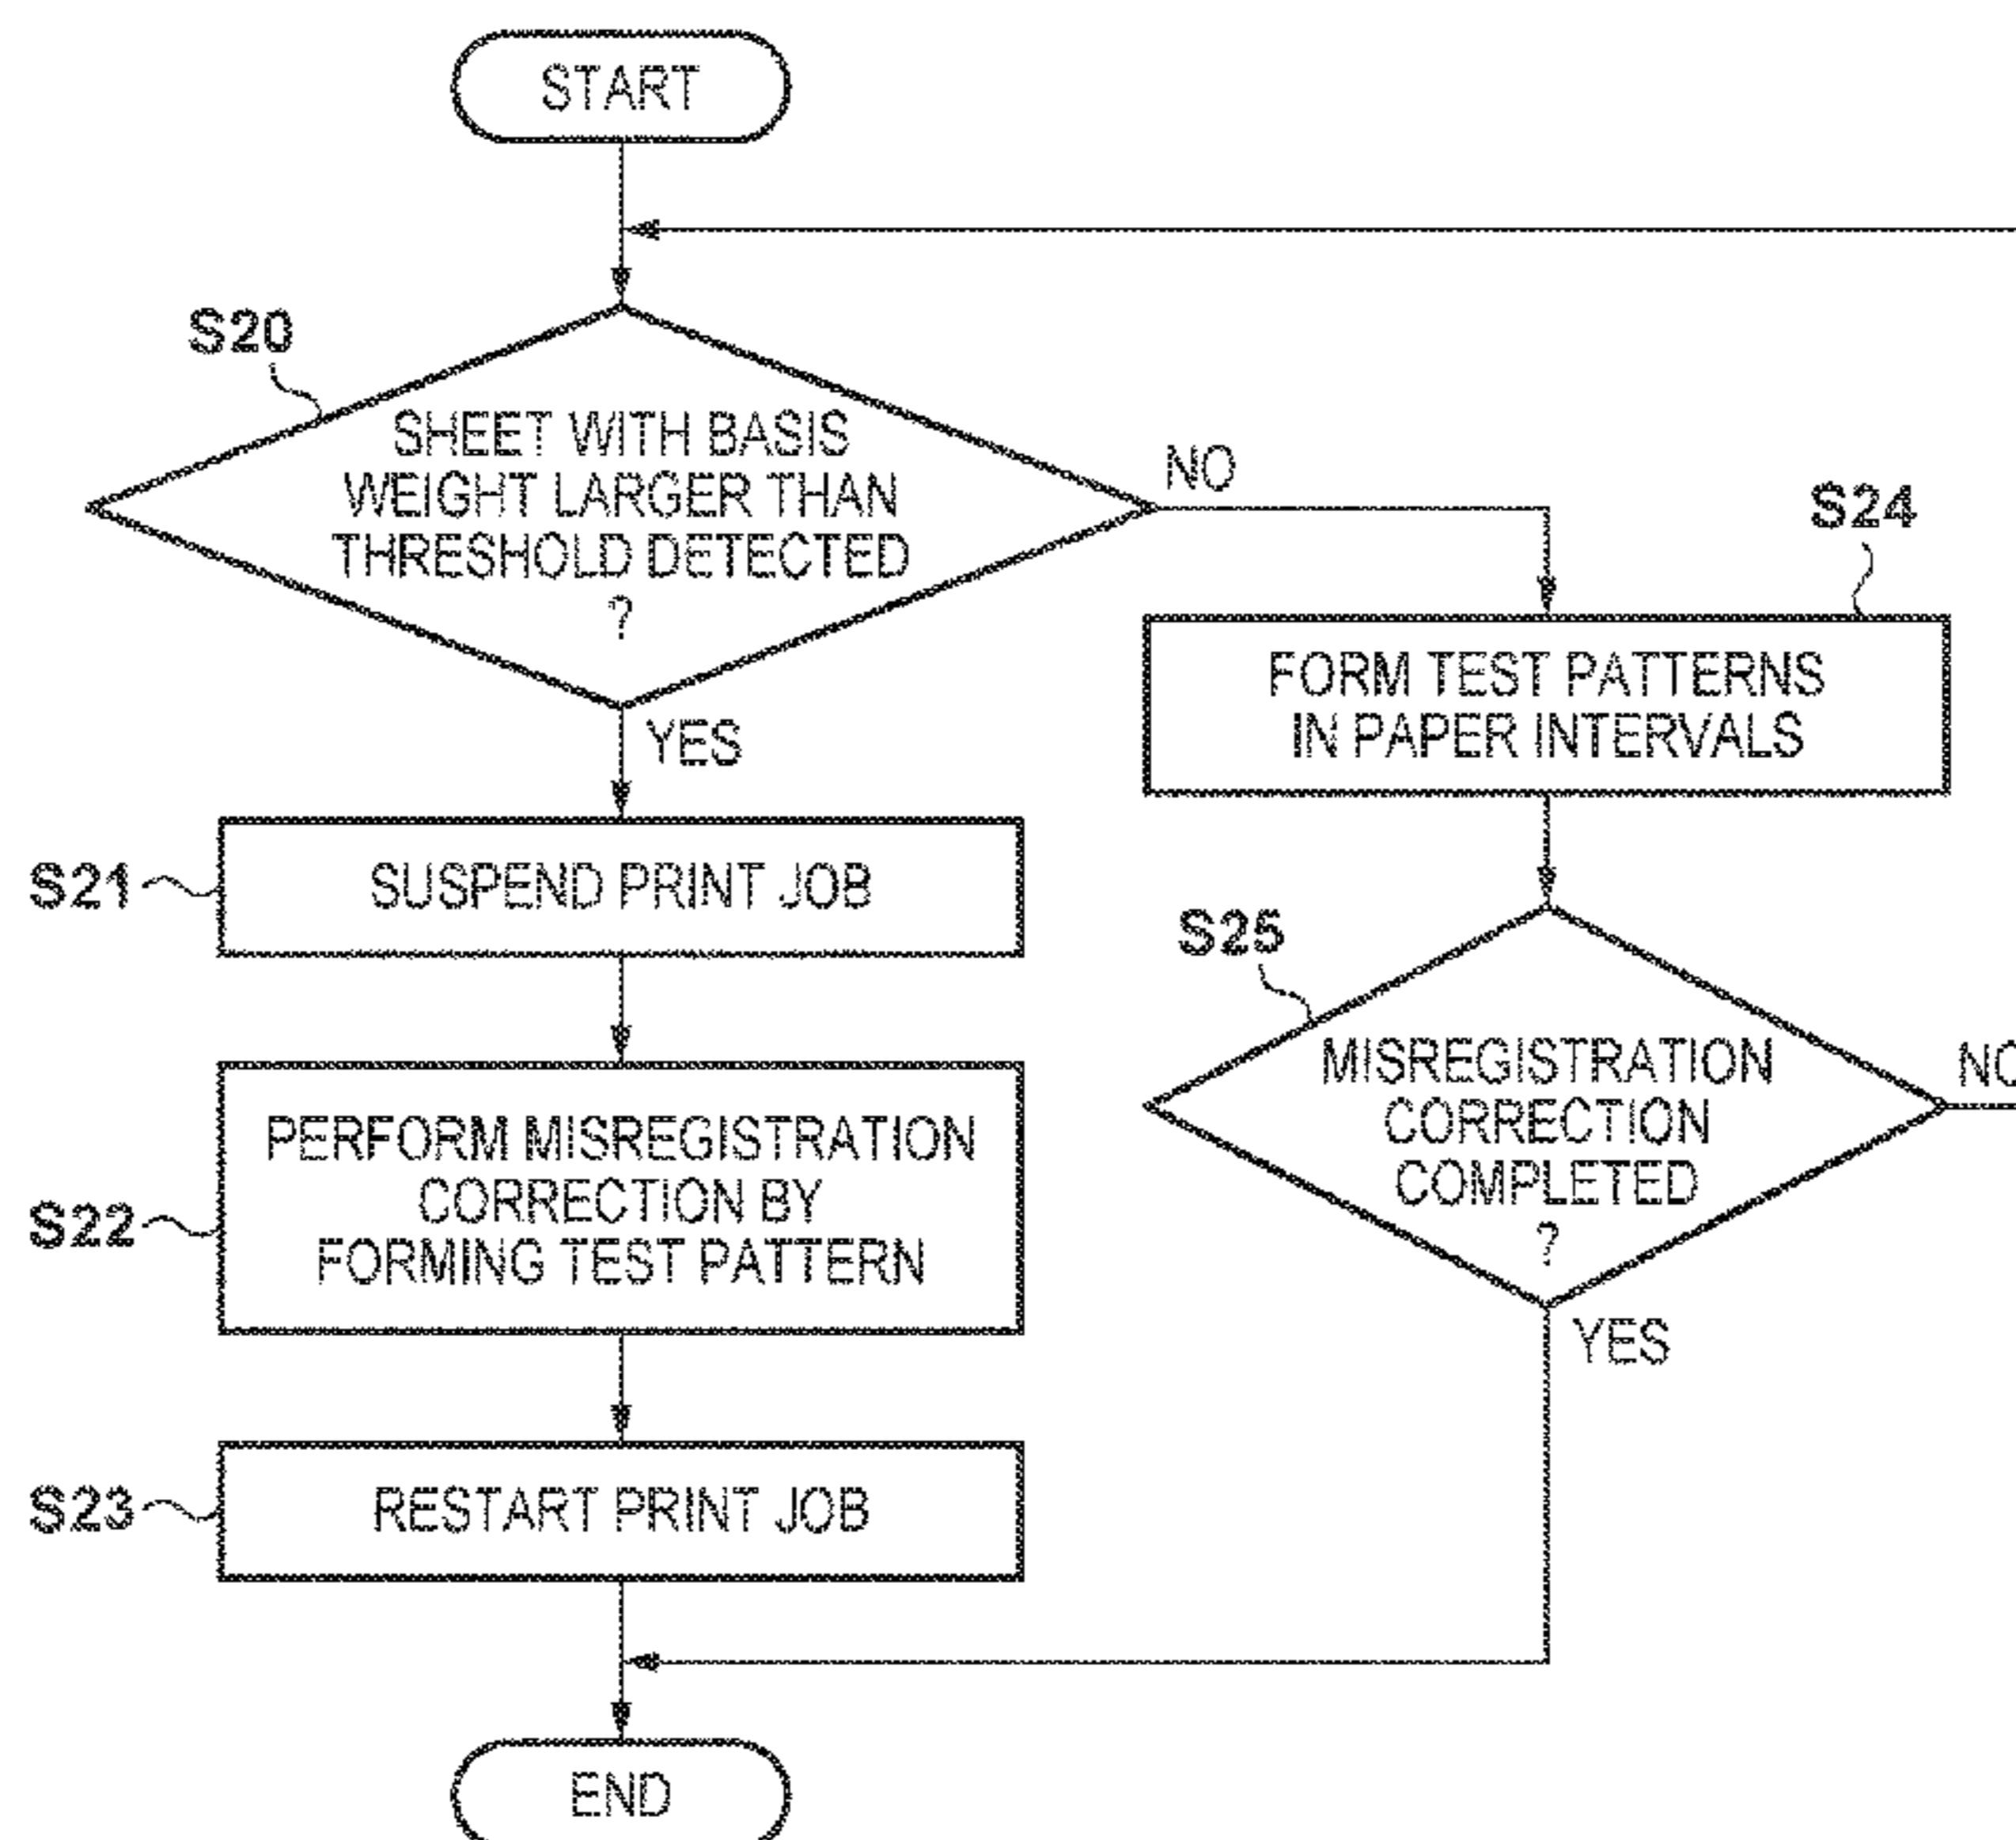 START
S20
SHEET WITH BASIS
WEIGHT LARGER THAN
THRESHOLD DETECTED
?
NO
YES
S21
SUSPEND PRINT JOB
S22
PERFORM MISREGISTRATION
CORRECTION BY
FORMING TEST PATTERN
S23
RESTART PRINT JOB
S24
FORM TEST PATTERNS
IN PAPER INTERVALS
S25
MISREGISTRATION
CORRECTION
COMPLETED
?
NO
YES
END